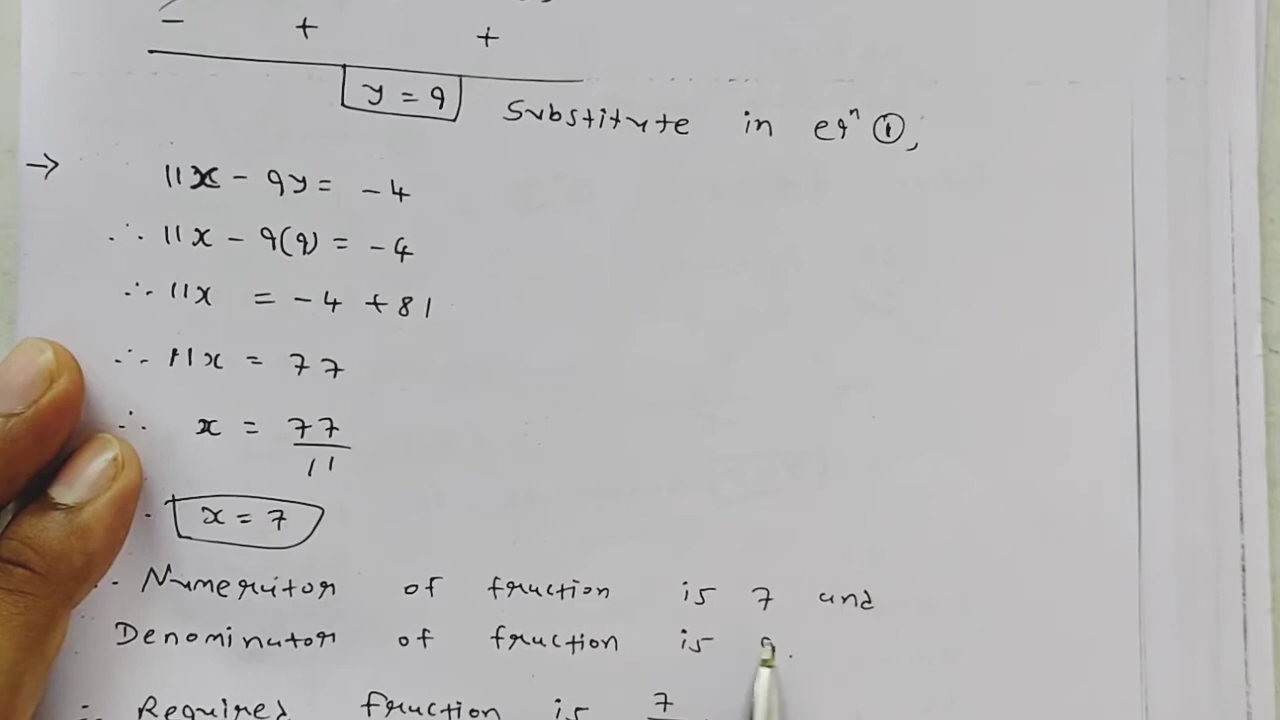 - + +
y = 9 Substitute in eqⁿ ①,
→ 11x - 9y = -4
∴ 11x - 9(9) = -4
∴ 11x = -4 + 81
∴ 11x = 77
∴ x = 77/11
x = 7
∴ Numerator of fraction is 7 and
Denominator of fraction is 9.
∴ Required fraction is 7